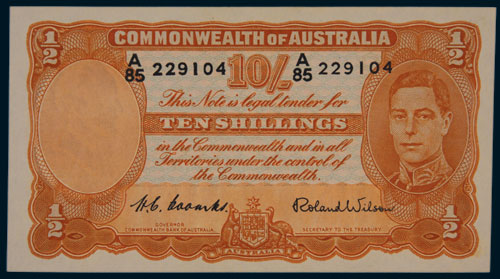 1/2 COMMONWEALTH OF AUSTRALIA 1/2
A/85 229104 10/- A/85 229104
This Note is legal tender for
TEN SHILLINGS
in the Commonwealth and in all
Territories under the control of
the Commonwealth.
H.C. Coombs Roland Wilson
GOVERNOR SECRETARY TO THE TREASURY
COMMONWEALTH BANK OF AUSTRALIA
1/2 AUSTRALIA 1/2